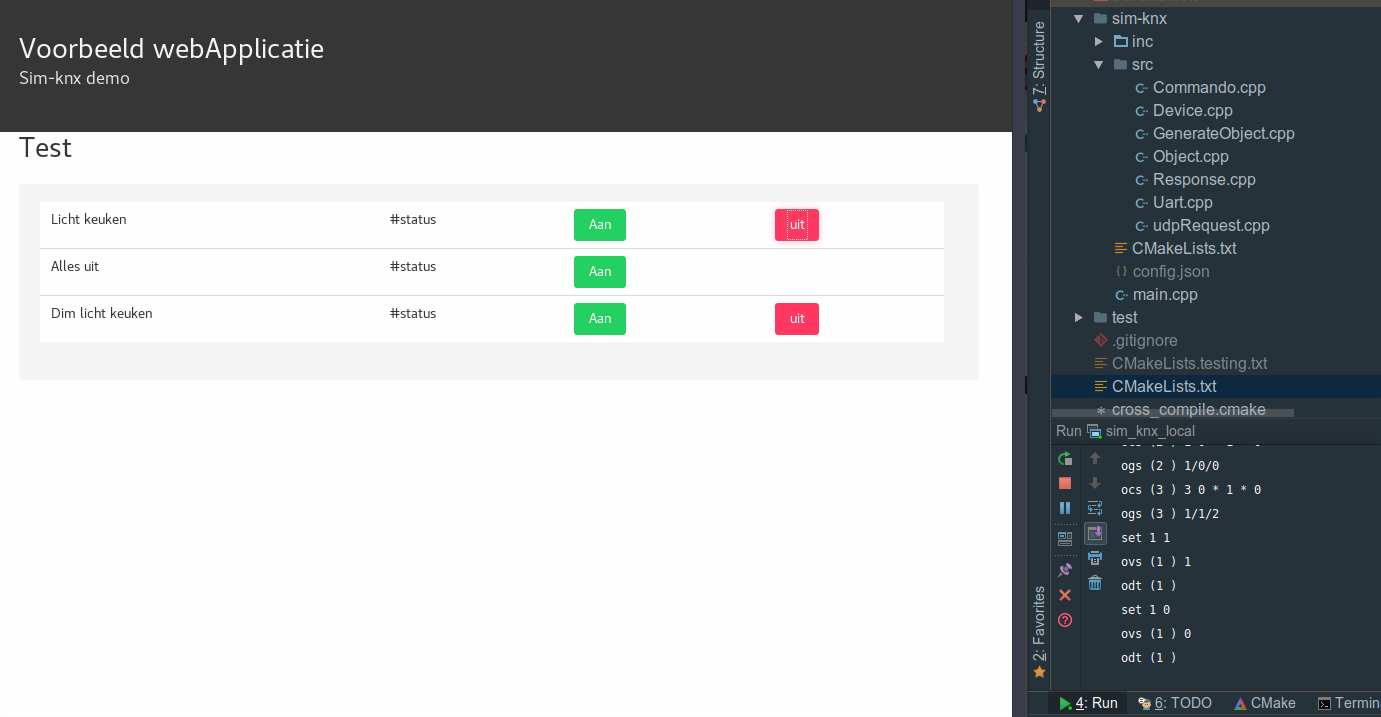 Voorbeeld webApplicatie
Sim-knx demo
Test
Licht keuken #status Aan uit
Alles uit #status Aan
Dim licht keuken #status Aan uit
7: Structure
2: Favorites
sim-knx
inc
src
Commando.cpp
Device.cpp
GenerateObject.cpp
Object.cpp
Response.cpp
Uart.cpp
udpRequest.cpp
CMakeLists.txt
config.json
main.cpp
test
.gitignore
CMakeLists.testing.txt
CMakeLists.txt
cross_compile.cmake
Run sim_knx_local
ogs (2 ) 1/0/0
ocs (3 ) 3 0 * 1 * 0
ogs (3 ) 1/1/2
set 1 1
ovs (1 ) 1
odt (1 )
set 1 0
ovs (1 ) 0
odt (1 )
4: Run 6: TODO CMake Termin